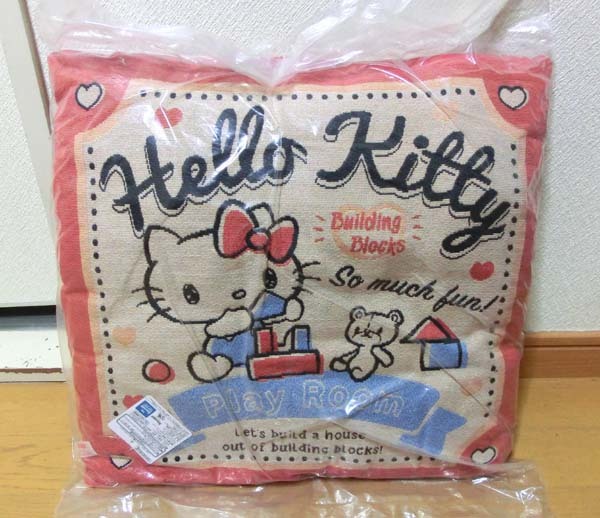 Hello Kitty
Building
Blocks
So much fun!
Play Room
Let's build a house
out of building blocks!